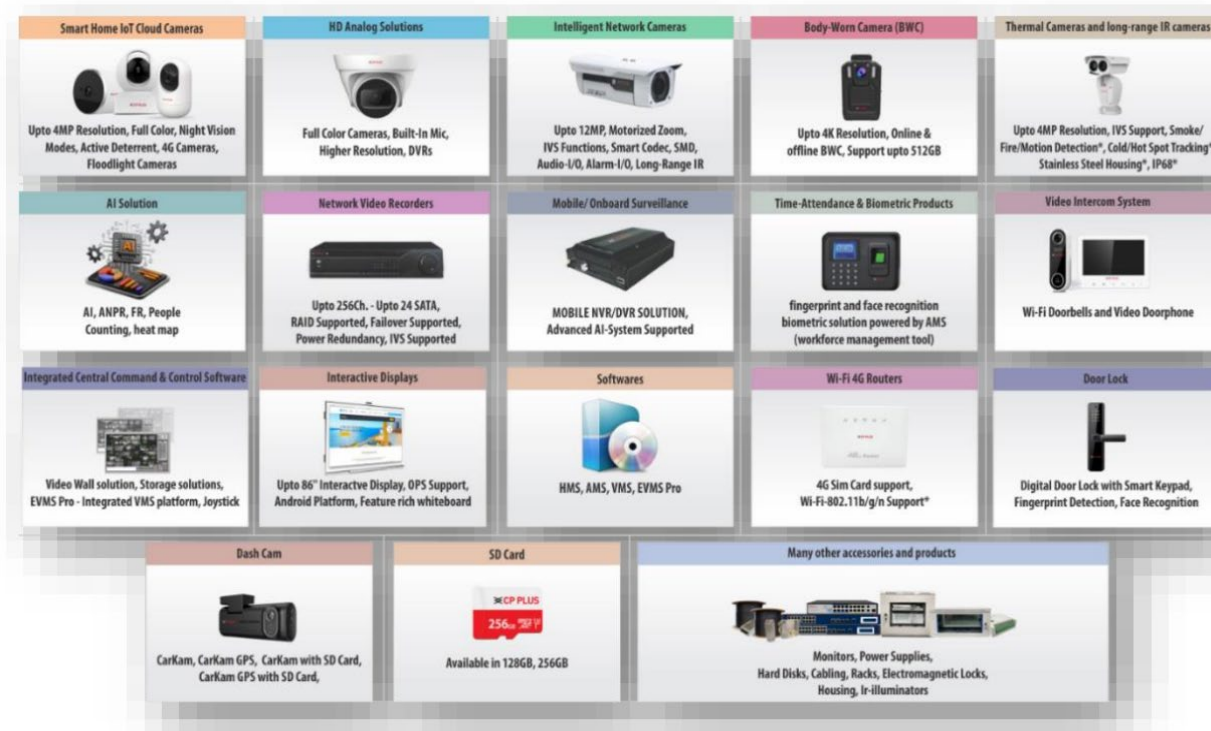 Smart Home IoT Cloud Cameras
Upto 4MP Resolution, Full Color, Night Vision
Modes, Active Deterrent, 4G Cameras,
Floodlight Cameras
HD Analog Solutions
Full Color Cameras, Built-In Mic,
Higher Resolution, DVRs
Intelligent Network Cameras
Upto 12MP, Motorized Zoom,
IVS Functions, Smart Codec, SMD,
Audio-I/O, Alarm-I/O, Long-Range IR
Body-Worn Camera (BWC)
Upto 4K Resolution, Online &
offline BWC, Support upto 512GB
Thermal Cameras and long-range IR cameras
Upto 4MP Resolution, IVS Support, Smoke/
Fire/Motion Detection*, Cold/Hot Spot Tracking*
Stainless Steel Housing*, IP68*
AI Solution
AI
AI, ANPR, FR, People
Counting, heat map
Network Video Recorders
Upto 256Ch. - Upto 24 SATA,
RAID Supported, Failover Supported,
Power Redundancy, IVS Supported
Mobile/ Onboard Surveillance
MOBILE NVR/DVR SOLUTION,
Advanced AI-System Supported
Time-Attendance & Biometric Products
fingerprint and face recognition
biometric solution powered by AMS
(workforce management tool)
Video Intercom System
Wi-Fi Doorbells and Video Doorphone
Integrated Central Command & Control Software
Video Wall solution, Storage solutions,
EVMS Pro - Integrated VMS platform, Joystick
Interactive Displays
Upto 86" Interactve Display, OPS Support,
Android Platform, Feature rich whiteboard
Softwares
HMS, AMS, VMS, EVMS Pro
Wi-Fi 4G Routers
4G Sim Card support,
Wi-Fi-802.11b/g/n Support*
Door Lock
Digital Door Lock with Smart Keypad,
Fingerprint Detection, Face Recognition
Dash Cam
CarKam, CarKam GPS, CarKam with SD Card,
CarKam GPS with SD Card,
SD Card
CP PLUS
256GB
Available in 128GB, 256GB
Many other accessories and products
Monitors, Power Supplies,
Hard Disks, Cabling, Racks, Electromagnetic Locks,
Housing, Ir-illuminators